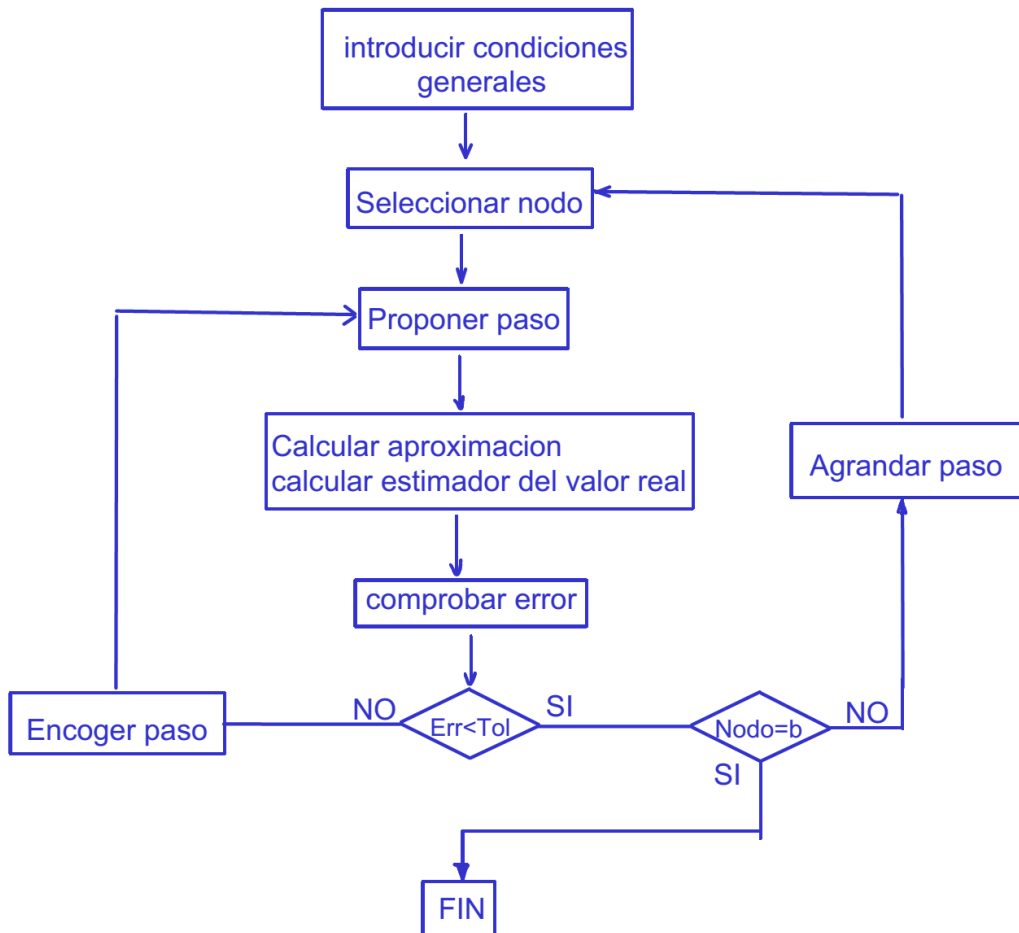 introducir condiciones
generales
Seleccionar nodo
Proponer paso
Calcular aproximacion
calcular estimador del valor real
Agrandar paso
comprobar error
Encoger paso
NO
Err<Tol
SI
Nodo=b
NO
SI
FIN